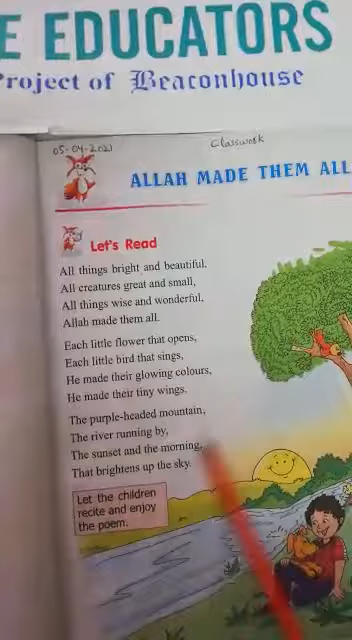 E EDUCATORS
Project of Beaconhouse
05-04-2021
Classwork
ALLAH MADE THEM ALL
Let's Read
All things bright and beautiful,
All creatures great and small,
All things wise and wonderful,
Allah made them all.
Each little flower that opens,
Each little bird that sings,
He made their glowing colours,
He made their tiny wings.
The purple-headed mountain,
The river running by,
The sunset and the morning,
That brightens up the sky.
Let the children
recite and enjoy
the poem.